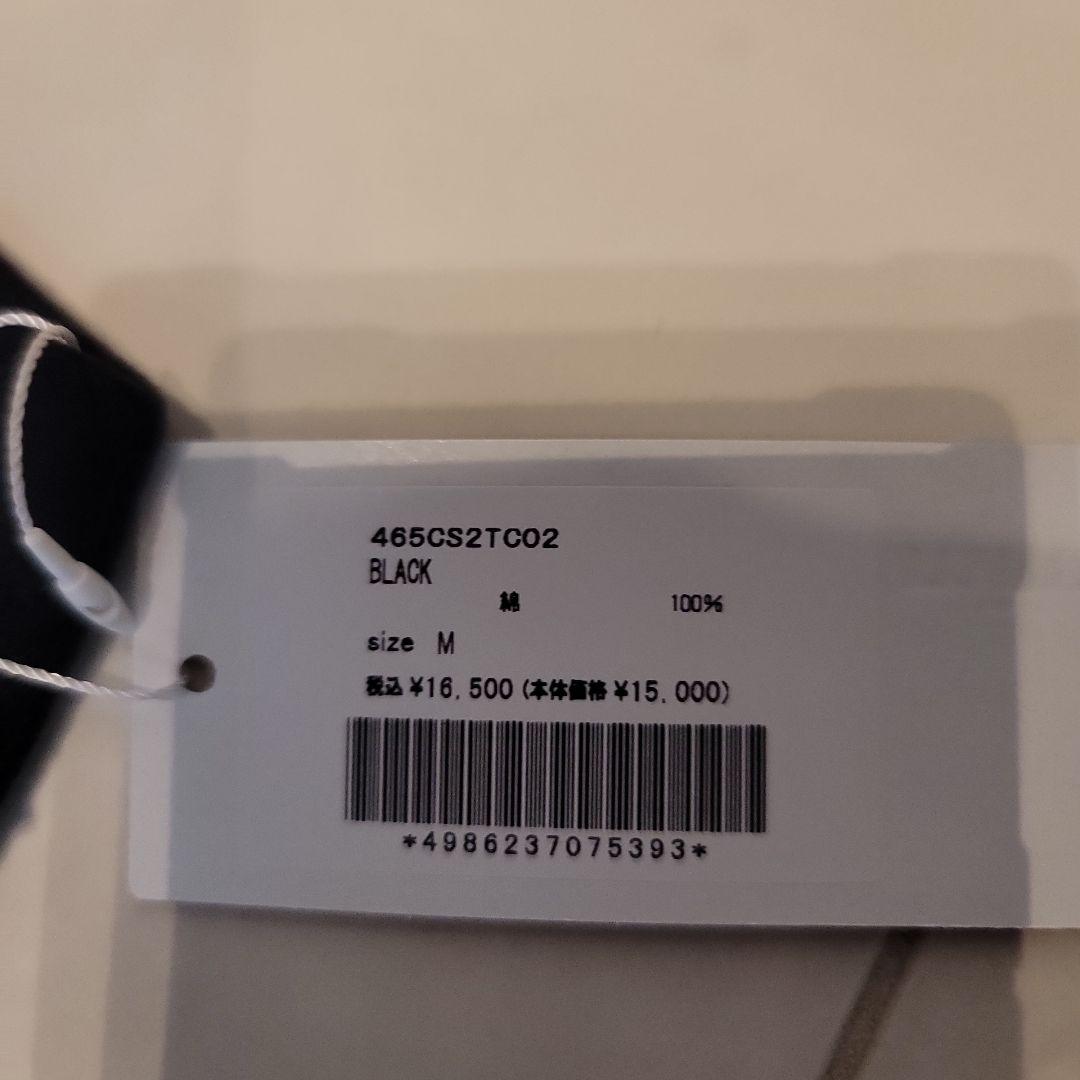 465CS2TC02
BLACK
綿 100%
size M
税込 ¥16,500 (本体価格 ¥15,000)
*4986237075393*